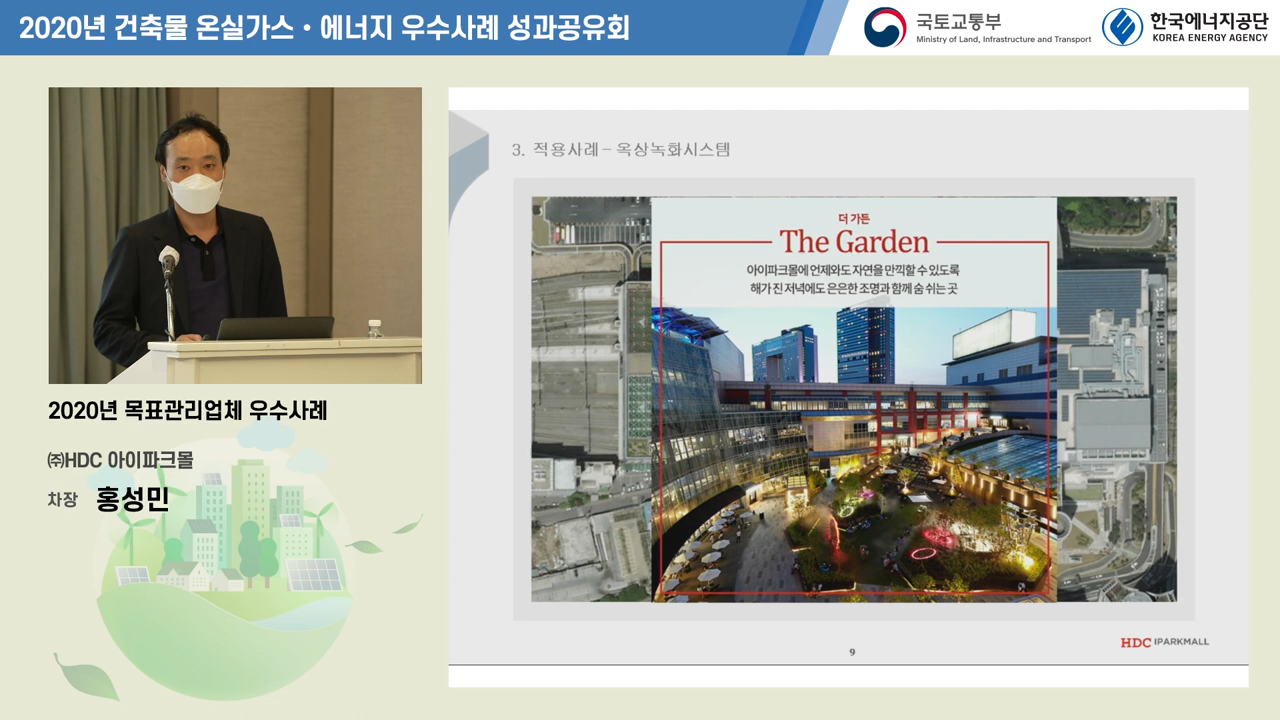 2020년 건축물 온실가스·에너지 우수사례 성과공유회
국토교통부
Ministry of Land, Infrastructure and Transport
한국에너지공단
KOREA ENERGY AGENCY
2020년 목표관리업체 우수사례
㈜HDC 아이파크몰
차장 홍성민
3. 적용사례 – 옥상녹화시스템
더 가든
The Garden
아이파크몰에 언제와도 자연을 만끽할 수 있도록
해가 진 저녁에도 은은한 조명과 함께 숨 쉬는 곳
HDC IPARKMALL
9